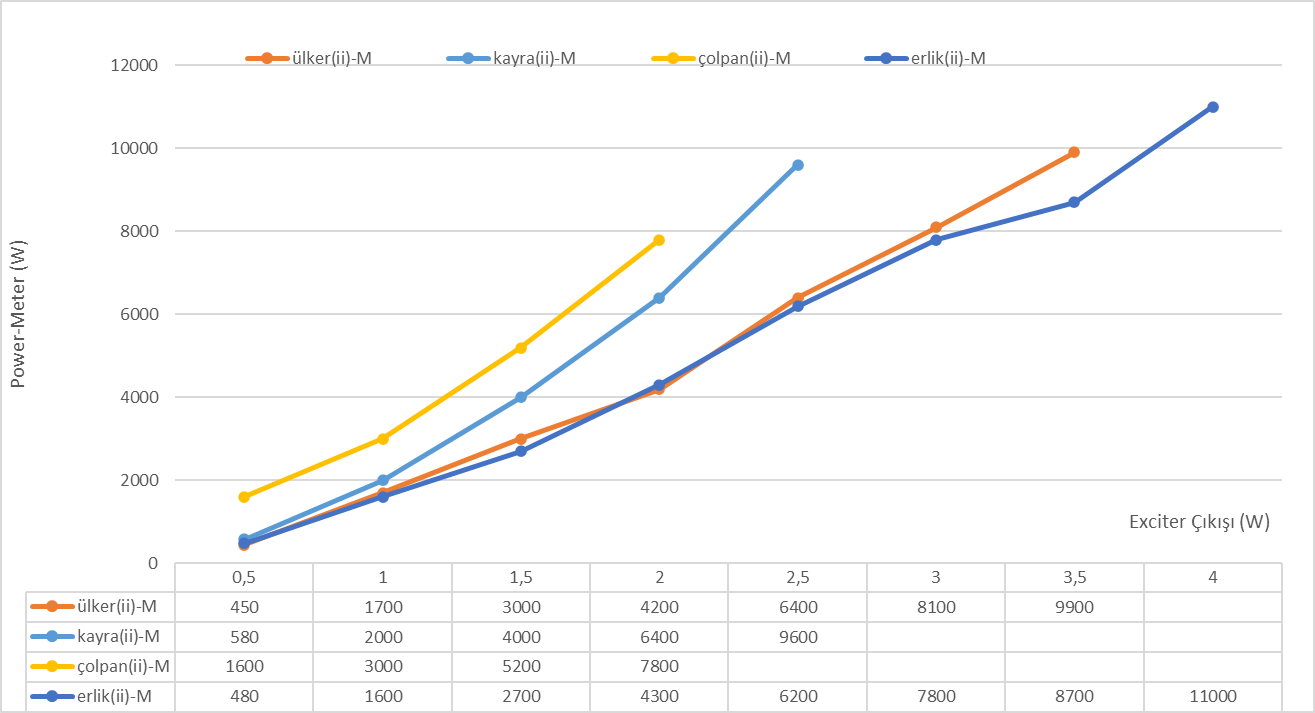 ülker(ii)-M kayra(ii)-M çolpan(ii)-M erlik(ii)-M
12000
10000
8000
6000
4000
2000
0
Power-Meter (W)
Exciter Çıkışı (W)
0,5 1 1,5 2 2,5 3 3,5 4
ülker(ii)-M 450 1700 3000 4200 6400 8100 9900
kayra(ii)-M 580 2000 4000 6400 9600
çolpan(ii)-M 1600 3000 5200 7800
erlik(ii)-M 480 1600 2700 4300 6200 7800 8700 11000